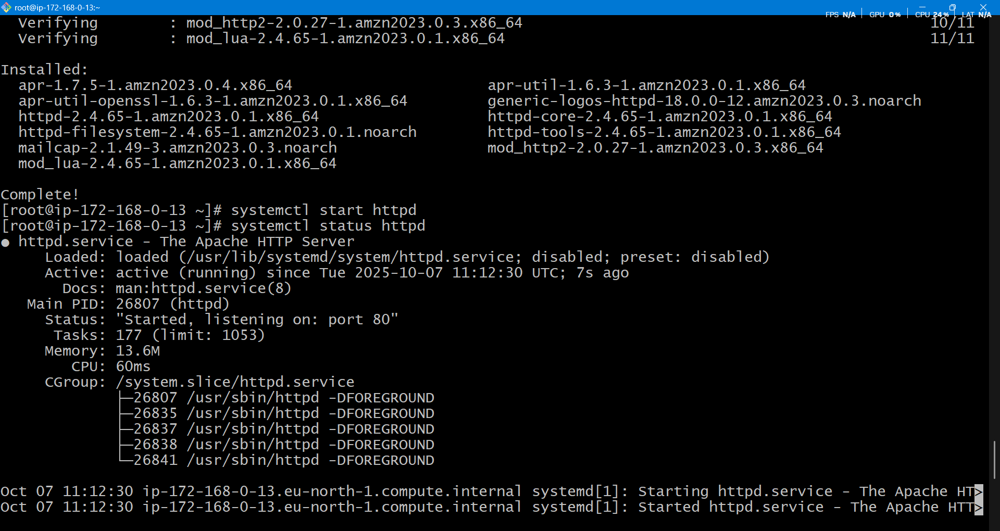 root@ip-172-168-0-13:~
FPS N/A GPU 0% CPU 24% LAT N/A
Verifying : mod_http2-2.0.27-1.amzn2023.0.3.x86_64 10/11
Verifying : mod_lua-2.4.65-1.amzn2023.0.1.x86_64 11/11
Installed:
apr-1.7.5-1.amzn2023.0.4.x86_64 apr-util-1.6.3-1.amzn2023.0.1.x86_64
apr-util-openssl-1.6.3-1.amzn2023.0.1.x86_64 generic-logos-httpd-18.0.0-12.amzn2023.0.3.noarch
httpd-2.4.65-1.amzn2023.0.1.x86_64 httpd-core-2.4.65-1.amzn2023.0.1.x86_64
httpd-filesystem-2.4.65-1.amzn2023.0.1.noarch httpd-tools-2.4.65-1.amzn2023.0.1.x86_64
mailcap-2.1.49-3.amzn2023.0.3.noarch mod_http2-2.0.27-1.amzn2023.0.3.x86_64
mod_lua-2.4.65-1.amzn2023.0.1.x86_64
Complete!
[root@ip-172-168-0-13 ~]# systemctl start httpd
[root@ip-172-168-0-13 ~]# systemctl status httpd
● httpd.service - The Apache HTTP Server
Loaded: loaded (/usr/lib/systemd/system/httpd.service; disabled; preset: disabled)
Active: active (running) since Tue 2025-10-07 11:12:30 UTC; 7s ago
Docs: man:httpd.service(8)
Main PID: 26807 (httpd)
Status: "Started, listening on: port 80"
Tasks: 177 (limit: 1053)
Memory: 13.6M
CPU: 60ms
CGroup: /system.slice/httpd.service
├─26807 /usr/sbin/httpd -DFOREGROUND
├─26835 /usr/sbin/httpd -DFOREGROUND
├─26837 /usr/sbin/httpd -DFOREGROUND
├─26838 /usr/sbin/httpd -DFOREGROUND
└─26841 /usr/sbin/httpd -DFOREGROUND
Oct 07 11:12:30 ip-172-168-0-13.eu-north-1.compute.internal systemd[1]: Starting httpd.service - The Apache HT>
Oct 07 11:12:30 ip-172-168-0-13.eu-north-1.compute.internal systemd[1]: Started httpd.service - The Apache HTT>